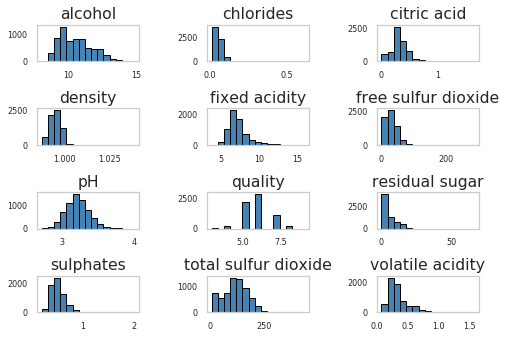 alcohol chlorides citric acid
1000 2500 2500
0 0 0
10 15 0.0 0.5 0 1
density fixed acidity free sulfur dioxide
2500 2000 2500
0 0 0
1.000 1.025 5 10 15 0 200
pH quality residual sugar
1000 2500 2500
0 0 0
3 4 5.0 7.5 0 50
sulphates total sulfur dioxide volatile acidity
2000 1000 2000
0 0 0
1 2 0 250 0.0 0.5 1.0 1.5